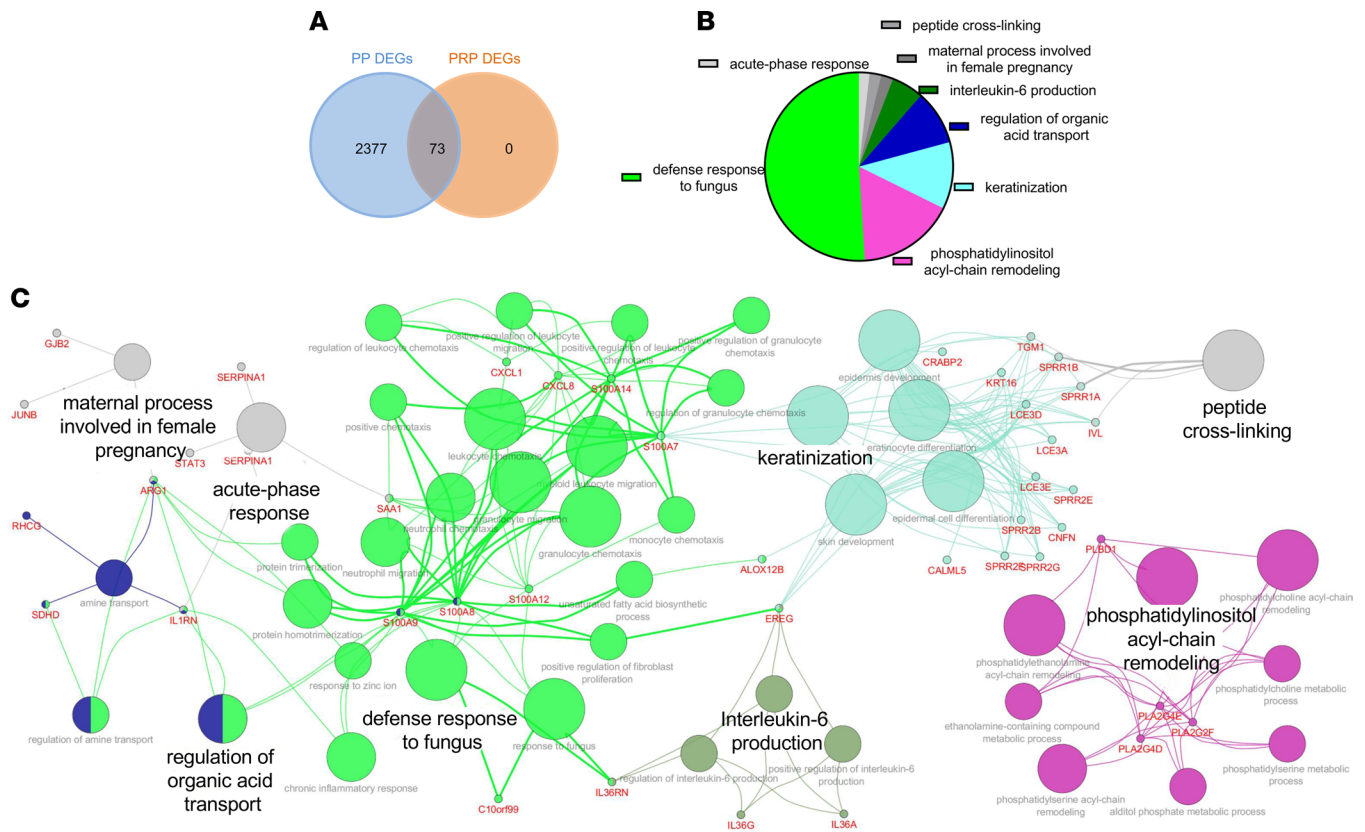 A
PP DEGs
PRP DEGs
2377
73
0
B
peptide cross-linking
maternal process involved
in female pregnancy
acute-phase response
interleukin-6 production
regulation of organic
acid transport
defense response
to fungus
keratinization
phosphatidylinositol
acyl-chain remodeling
C
GJB2
JUNB
maternal process
involved in female
pregnancy
SERPINA1
STAT3
SERPINA1
acute-phase
response
ARG1
RHCG
amine transport
SDHD
IL1RN
regulation of amine transport
regulation of
organic acid
transport
regulation of leukocyte chemotaxis
positive regulation of leukocyte
migration
positive regulation of leukocyte
chemotaxis
positive regulation of granulocyte
chemotaxis
CXCL1
CXCL8
S100A14
regulation of granulocyte chemotaxis
positive chemotaxis
S100A7
leukocyte chemotaxis
myeloid leukocyte migration
SAA1
neutrophil chemotaxis
granulocyte migration
granulocyte chemotaxis
monocyte chemotaxis
neutrophil migration
protein trimerization
S100A12
S100A8
S100A9
unsaturated fatty acid biosynthetic
process
protein homotrimerization
response to zinc ion
positive regulation of fibroblast
proliferation
defense response
to fungus
response to fungus
chronic inflammatory response
C10orf99
IL36RN
ALOX12B
EREG
Interleukin-6
production
regulation of interleukin-6 production
positive regulation of interleukin-6
production
IL36G
IL36A
epidermis development
CRABP2
TGM1
SPRR1B
KRT16
SPRR1A
LCE3D
IVL
keratinization
eratinocyte differentiation
LCE3A
LCE3E
SPRR2E
epidermal cell differentiation
SPRR2B
CNFN
skin development
CALML5
SPRR2G
peptide
cross-linking
PLBD1
phosphatidylinositol
acyl-chain
remodeling
phosphatidylcholine acyl-chain
remodeling
phosphatidylethanolamine
acyl-chain remodeling
phosphatidylcholine metabolic
process
ethanolamine-containing compound
metabolic process
PLA2G4E
PLA2G2F
PLA2G4D
phosphatidylserine metabolic
process
phosphatidylserine acyl-chain
remodeling
alditol phosphate metabolic process